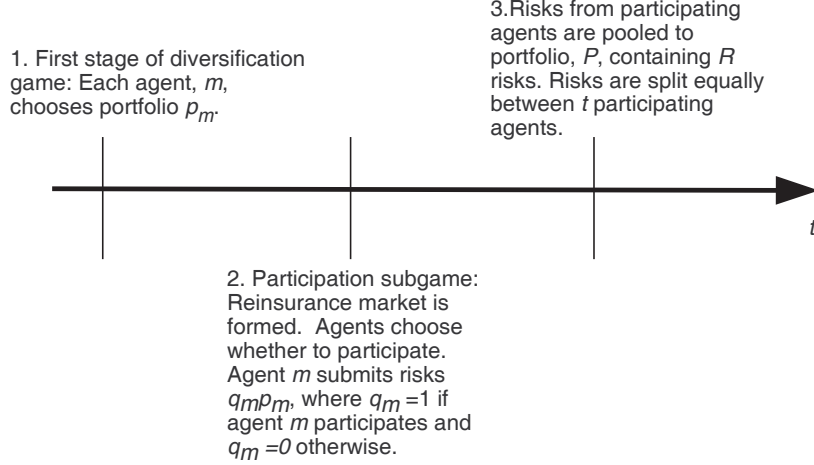 1. First stage of diversification
game: Each agent, m,
chooses portfolio pm.
3.Risks from participating
agents are pooled to
portfolio, P, containing R
risks. Risks are split equally
between t participating
agents.
t
2. Participation subgame:
Reinsurance market is
formed. Agents choose
whether to participate.
Agent m submits risks
qmpm, where qm =1 if
agent m participates and
qm =0 otherwise.